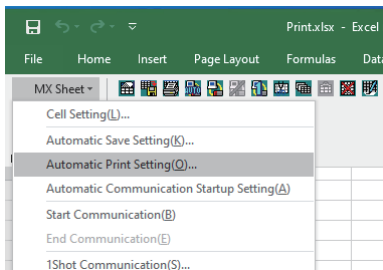 Print.xlsx - Excel
File Home Insert Page Layout Formulas Data
MX Sheet
Cell Setting(L)...
Automatic Save Setting(K)...
Automatic Print Setting(O)...
Automatic Communication Startup Setting(A)
Start Communication(B)
End Communication(E)
1Shot Communication(S)...